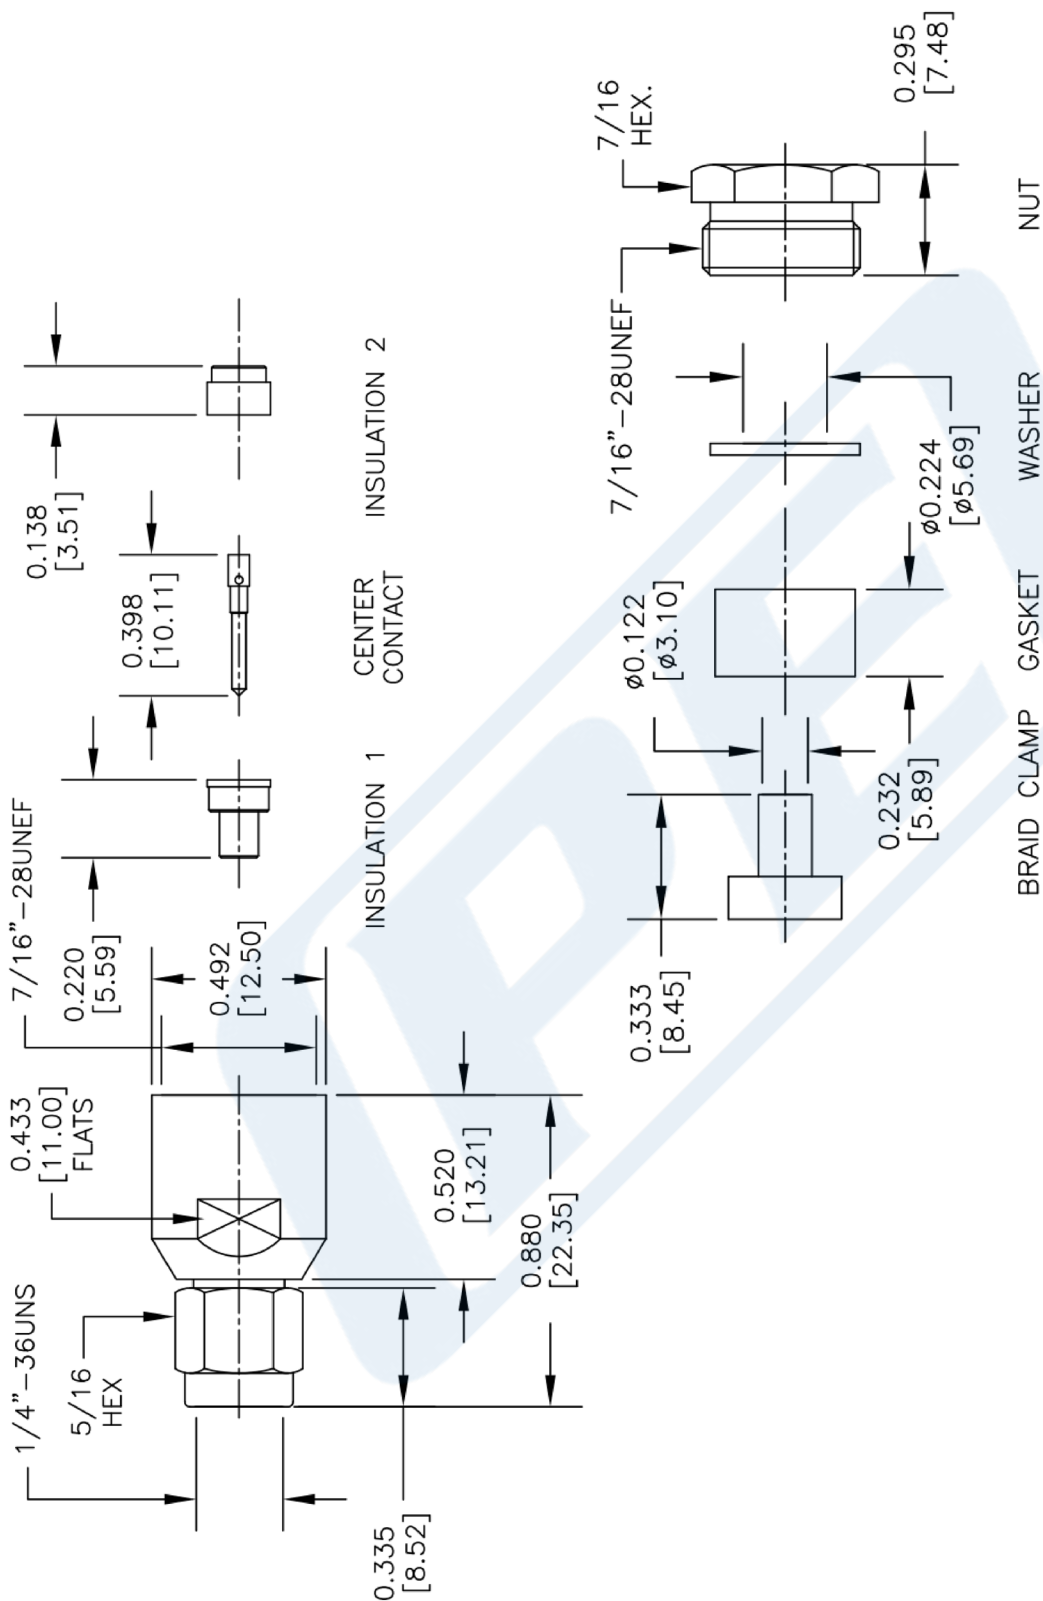 1/4"-36UNS
5/16
HEX
0.433
[11.00]
FLATS
7/16"-28UNEF
0.220
[5.59]
0.492
[12.50]
0.398
[10.11]
0.138
[3.51]
0.335
[8.52]
0.520
[13.21]
0.880
[22.35]
INSULATION 1
CENTER
CONTACT
INSULATION 2
0.333
[8.45]
ø0.122
[ø3.10]
0.232
[5.89]
7/16"-28UNEF
ø0.224
[ø5.69]
7/16
HEX.
0.295
[7.48]
BRAID CLAMP
GASKET
WASHER
NUT
PE